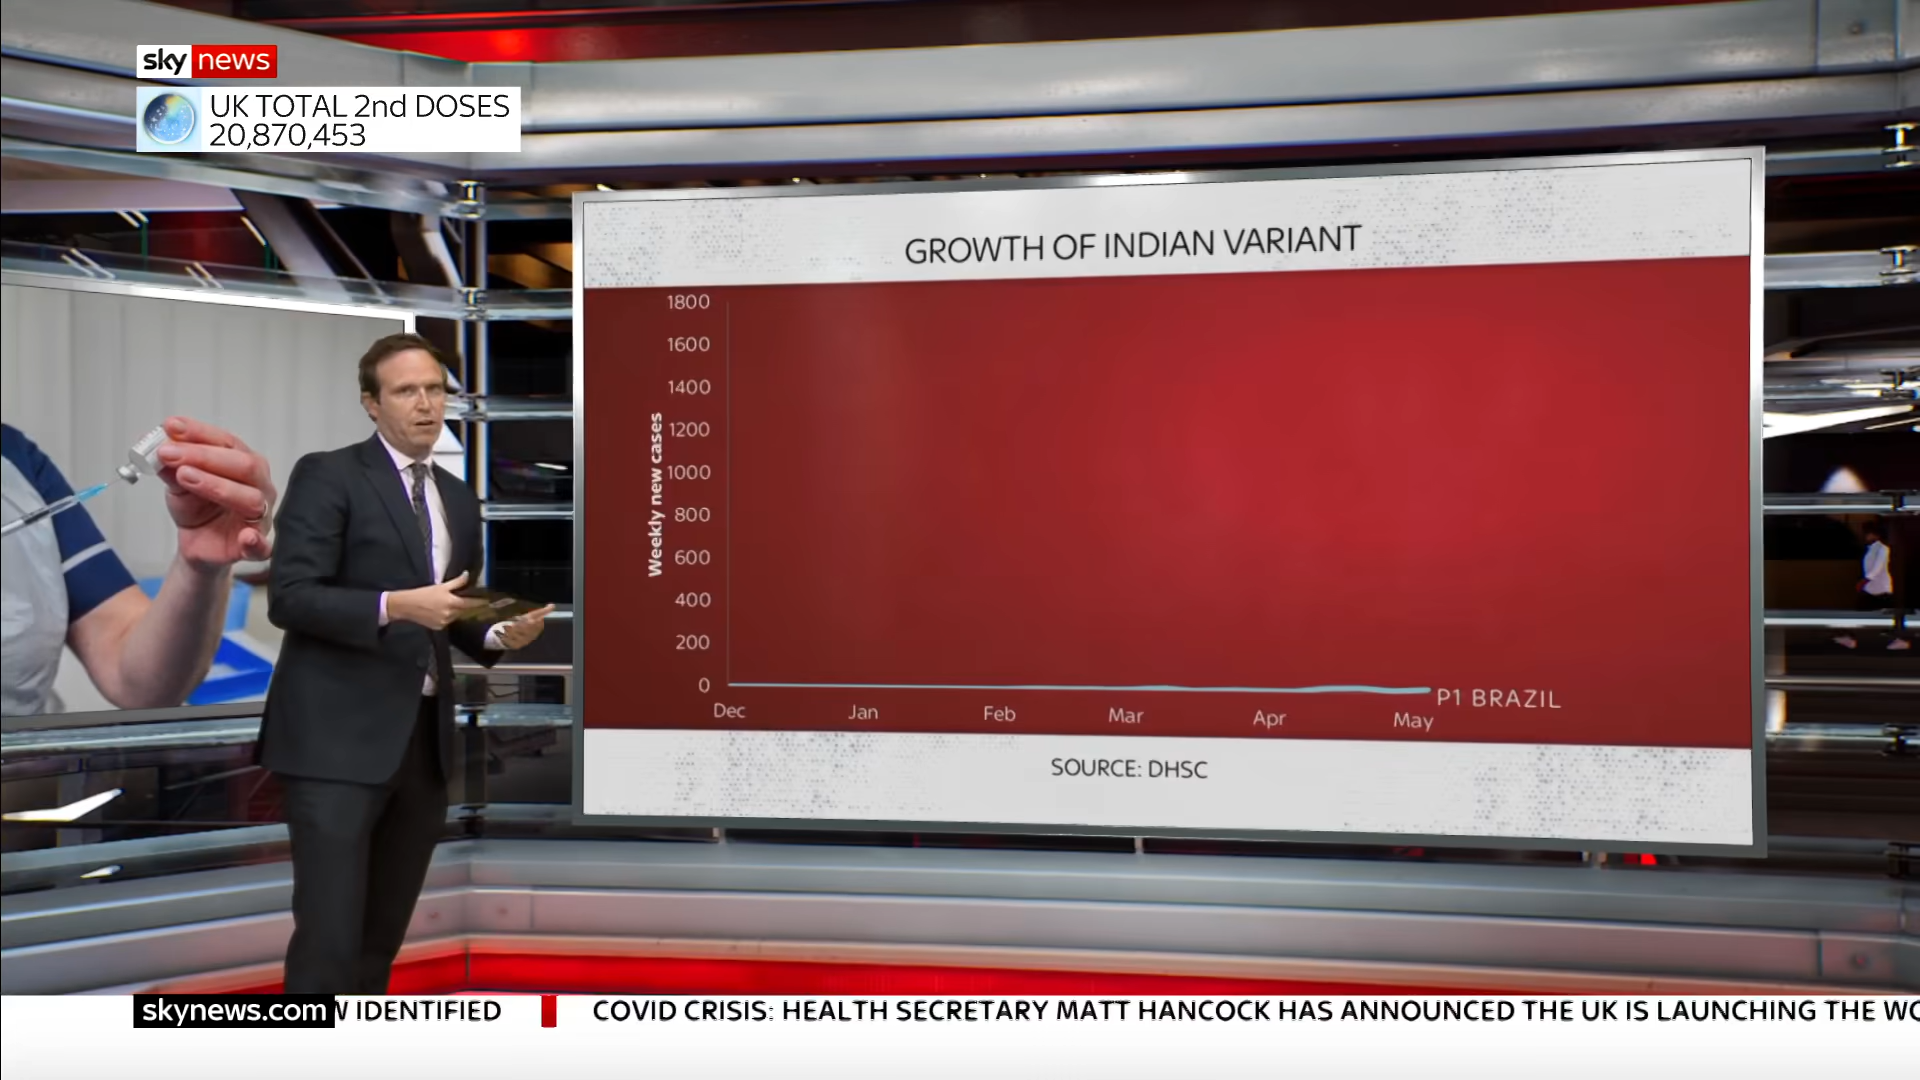 sky news
UK TOTAL 2nd DOSES
20,870,453
GROWTH OF INDIAN VARIANT
1800
1600
1400
1200
1000
800
600
400
200
0
Weekly new cases
P1 BRAZIL
Dec Jan Feb Mar Apr May
SOURCE: DHSC
skynews.com IDENTIFIED COVID CRISIS: HEALTH SECRETARY MATT HANCOCK HAS ANNOUNCED THE UK IS LAUNCHING THE